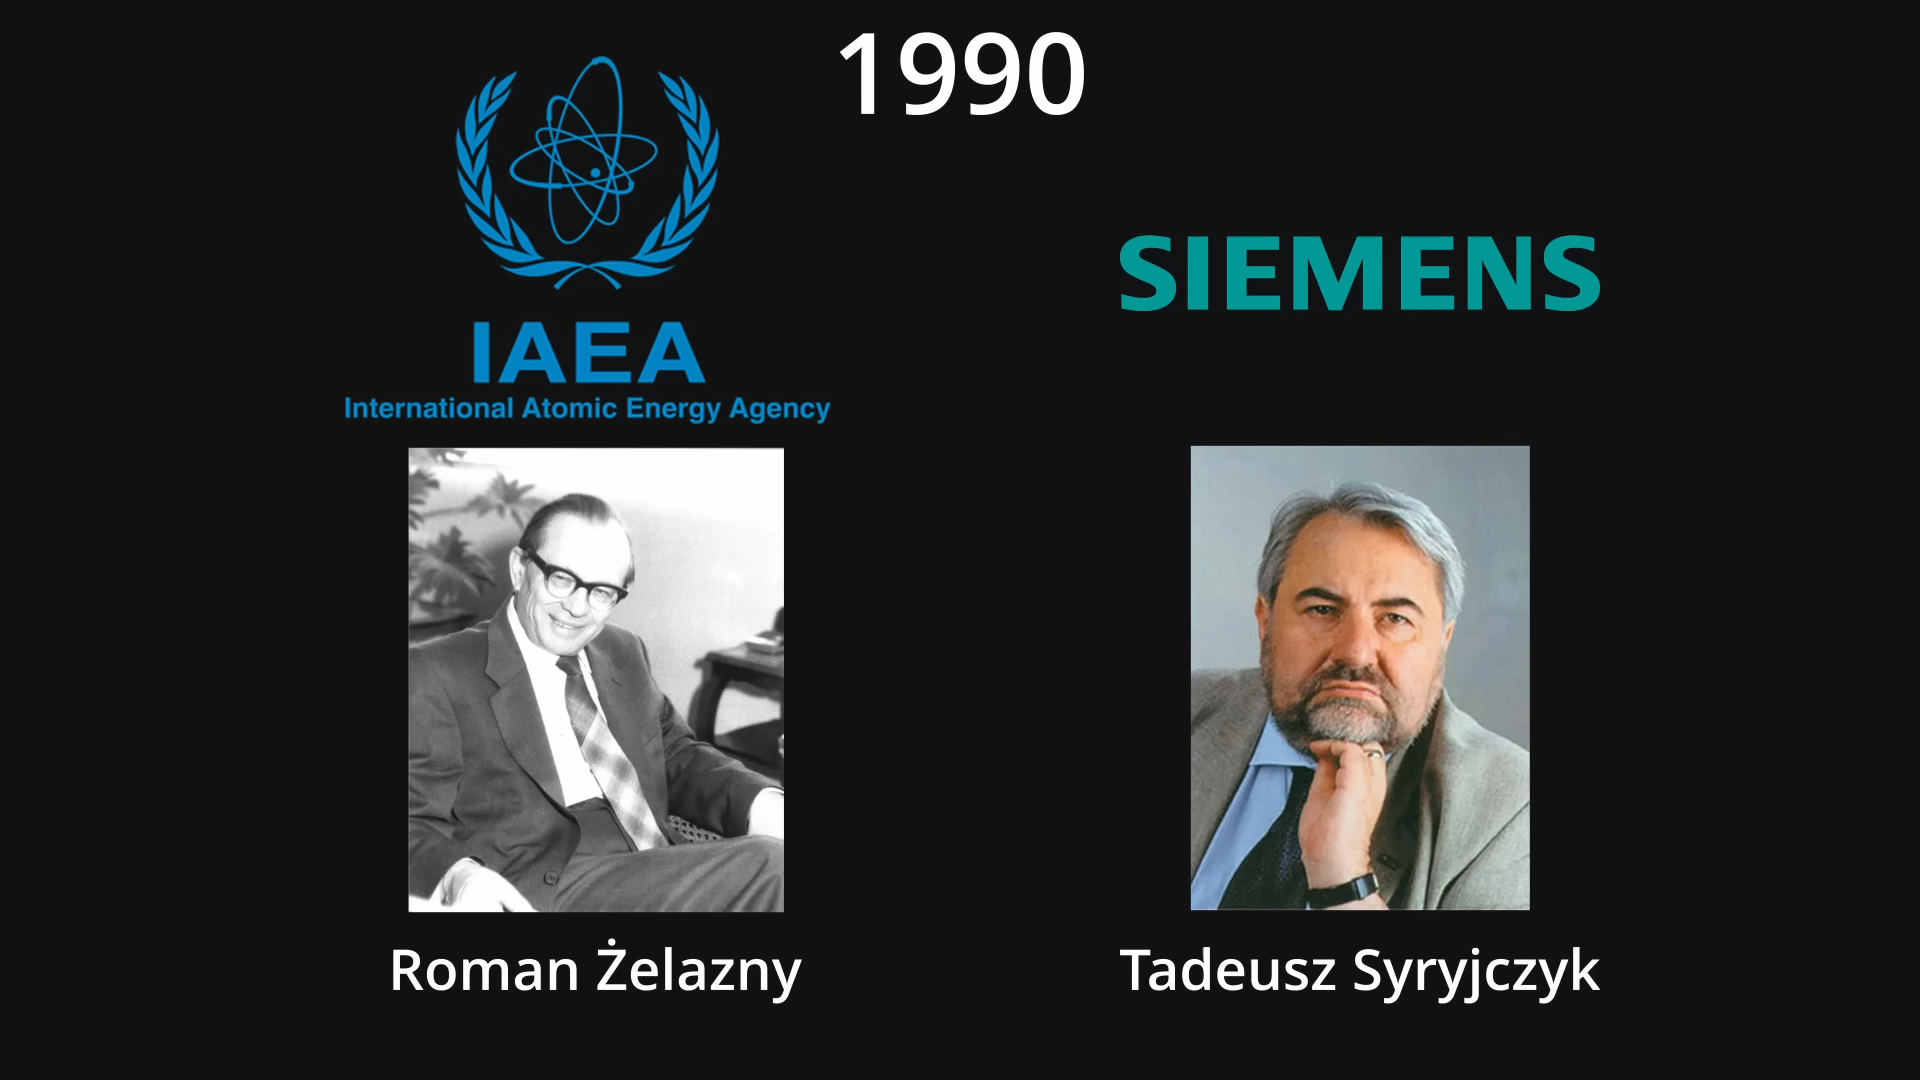 1990
IAEA
International Atomic Energy Agency
SIEMENS
Roman Żelazny
Tadeusz Syryjczyk